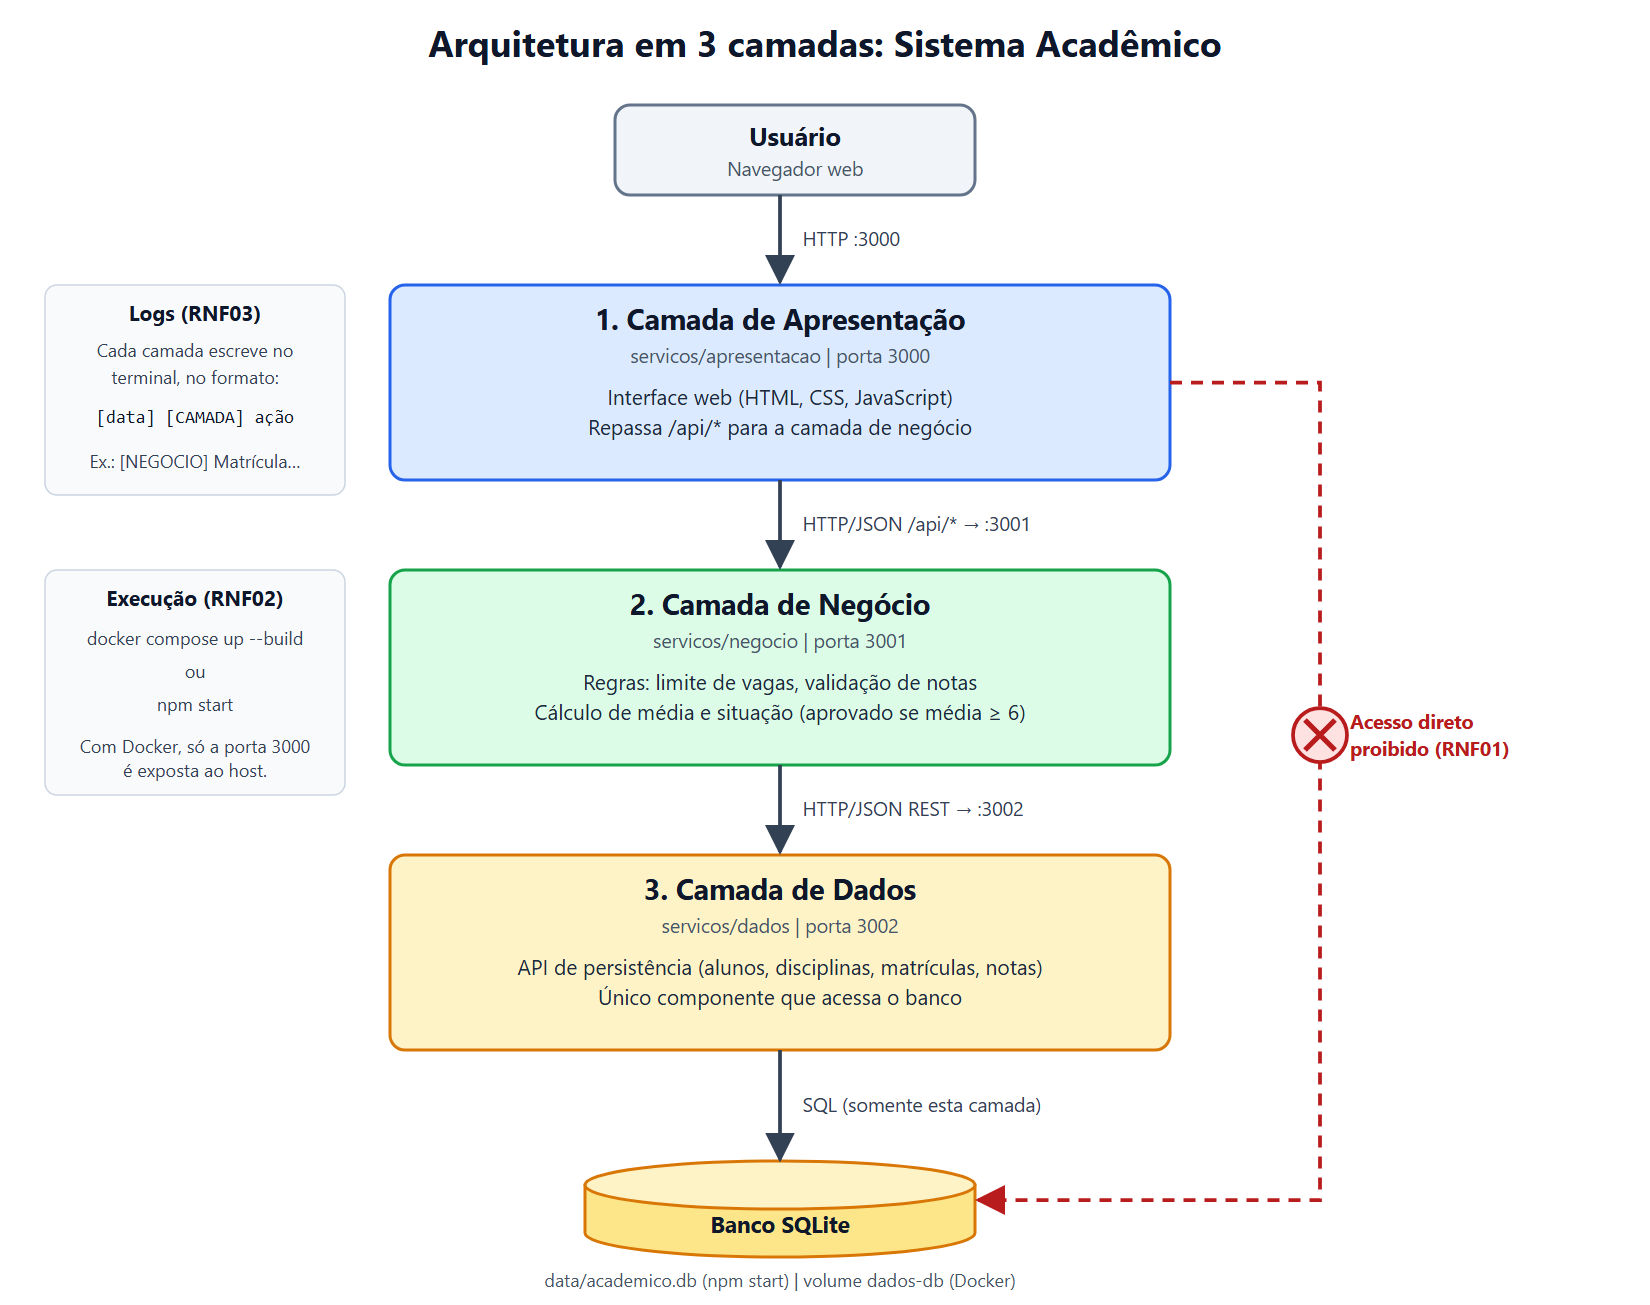 Arquitetura em 3 camadas: Sistema Acadêmico
Usuário
Navegador web
HTTP :3000
Logs (RNF03)
Cada camada escreve no
terminal, no formato:
[data] [CAMADA] ação
Ex.: [NEGOCIO] Matrícula...
1. Camada de Apresentação
servicos/apresentacao | porta 3000
Interface web (HTML, CSS, JavaScript)
Repassa /api/* para a camada de negócio
HTTP/JSON /api/* → :3001
Execução (RNF02)
docker compose up --build
ou
npm start
Com Docker, só a porta 3000
é exposta ao host.
2. Camada de Negócio
servicos/negocio | porta 3001
Regras: limite de vagas, validação de notas
Cálculo de média e situação (aprovado se média ≥ 6)
Acesso direto
proibido (RNF01)
HTTP/JSON REST → :3002
3. Camada de Dados
servicos/dados | porta 3002
API de persistência (alunos, disciplinas, matrículas, notas)
Único componente que acessa o banco
SQL (somente esta camada)
Banco SQLite
data/academico.db (npm start) | volume dados-db (Docker)